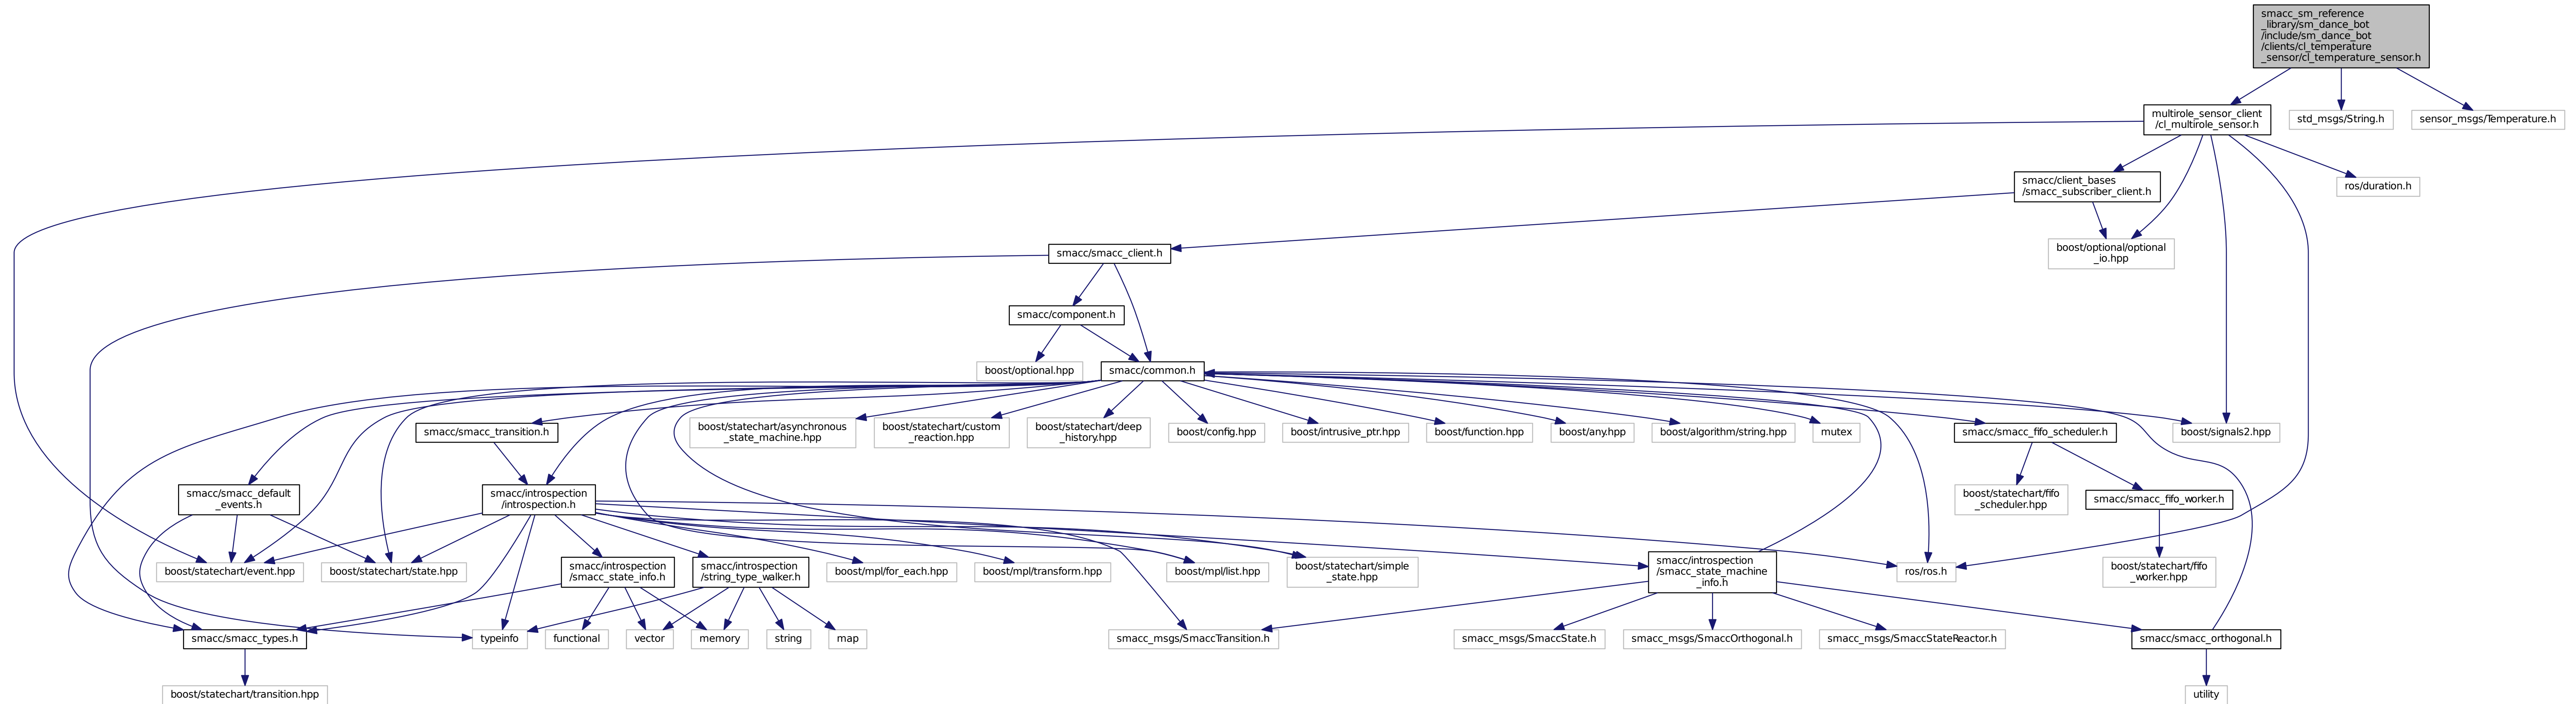 smacc_sm_reference
_library/sm_dance_bot
/include/sm_dance_bot
/clients/cl_temperature
_sensor/cl_temperature_sensor.h
multirole_sensor_client
/cl_multirole_sensor.h
std_msgs/String.h
sensor_msgs/Temperature.h
smacc/client_bases
/smacc_subscriber_client.h
ros/duration.h
smacc/smacc_client.h
boost/optional/optional
_io.hpp
smacc/component.h
boost/optional.hpp
smacc/common.h
smacc/smacc_transition.h
boost/statechart/asynchronous
_state_machine.hpp
boost/statechart/custom
_reaction.hpp
boost/statechart/deep
_history.hpp
boost/config.hpp
boost/intrusive_ptr.hpp
boost/function.hpp
boost/any.hpp
boost/algorithm/string.hpp
mutex
smacc/smacc_fifo_scheduler.h
boost/signals2.hpp
smacc/smacc_default
_events.h
smacc/introspection
/introspection.h
boost/statechart/fifo
_scheduler.hpp
smacc/smacc_fifo_worker.h
boost/statechart/event.hpp
boost/statechart/state.hpp
smacc/introspection
/smacc_state_info.h
smacc/introspection
/string_type_walker.h
boost/mpl/for_each.hpp
boost/mpl/transform.hpp
boost/mpl/list.hpp
boost/statechart/simple
_state.hpp
smacc/introspection
/smacc_state_machine
_info.h
ros/ros.h
boost/statechart/fifo
_worker.hpp
smacc/smacc_types.h
typeinfo
functional
vector
memory
string
map
smacc_msgs/SmaccTransition.h
smacc_msgs/SmaccState.h
smacc_msgs/SmaccOrthogonal.h
smacc_msgs/SmaccStateReactor.h
smacc/smacc_orthogonal.h
boost/statechart/transition.hpp
utility